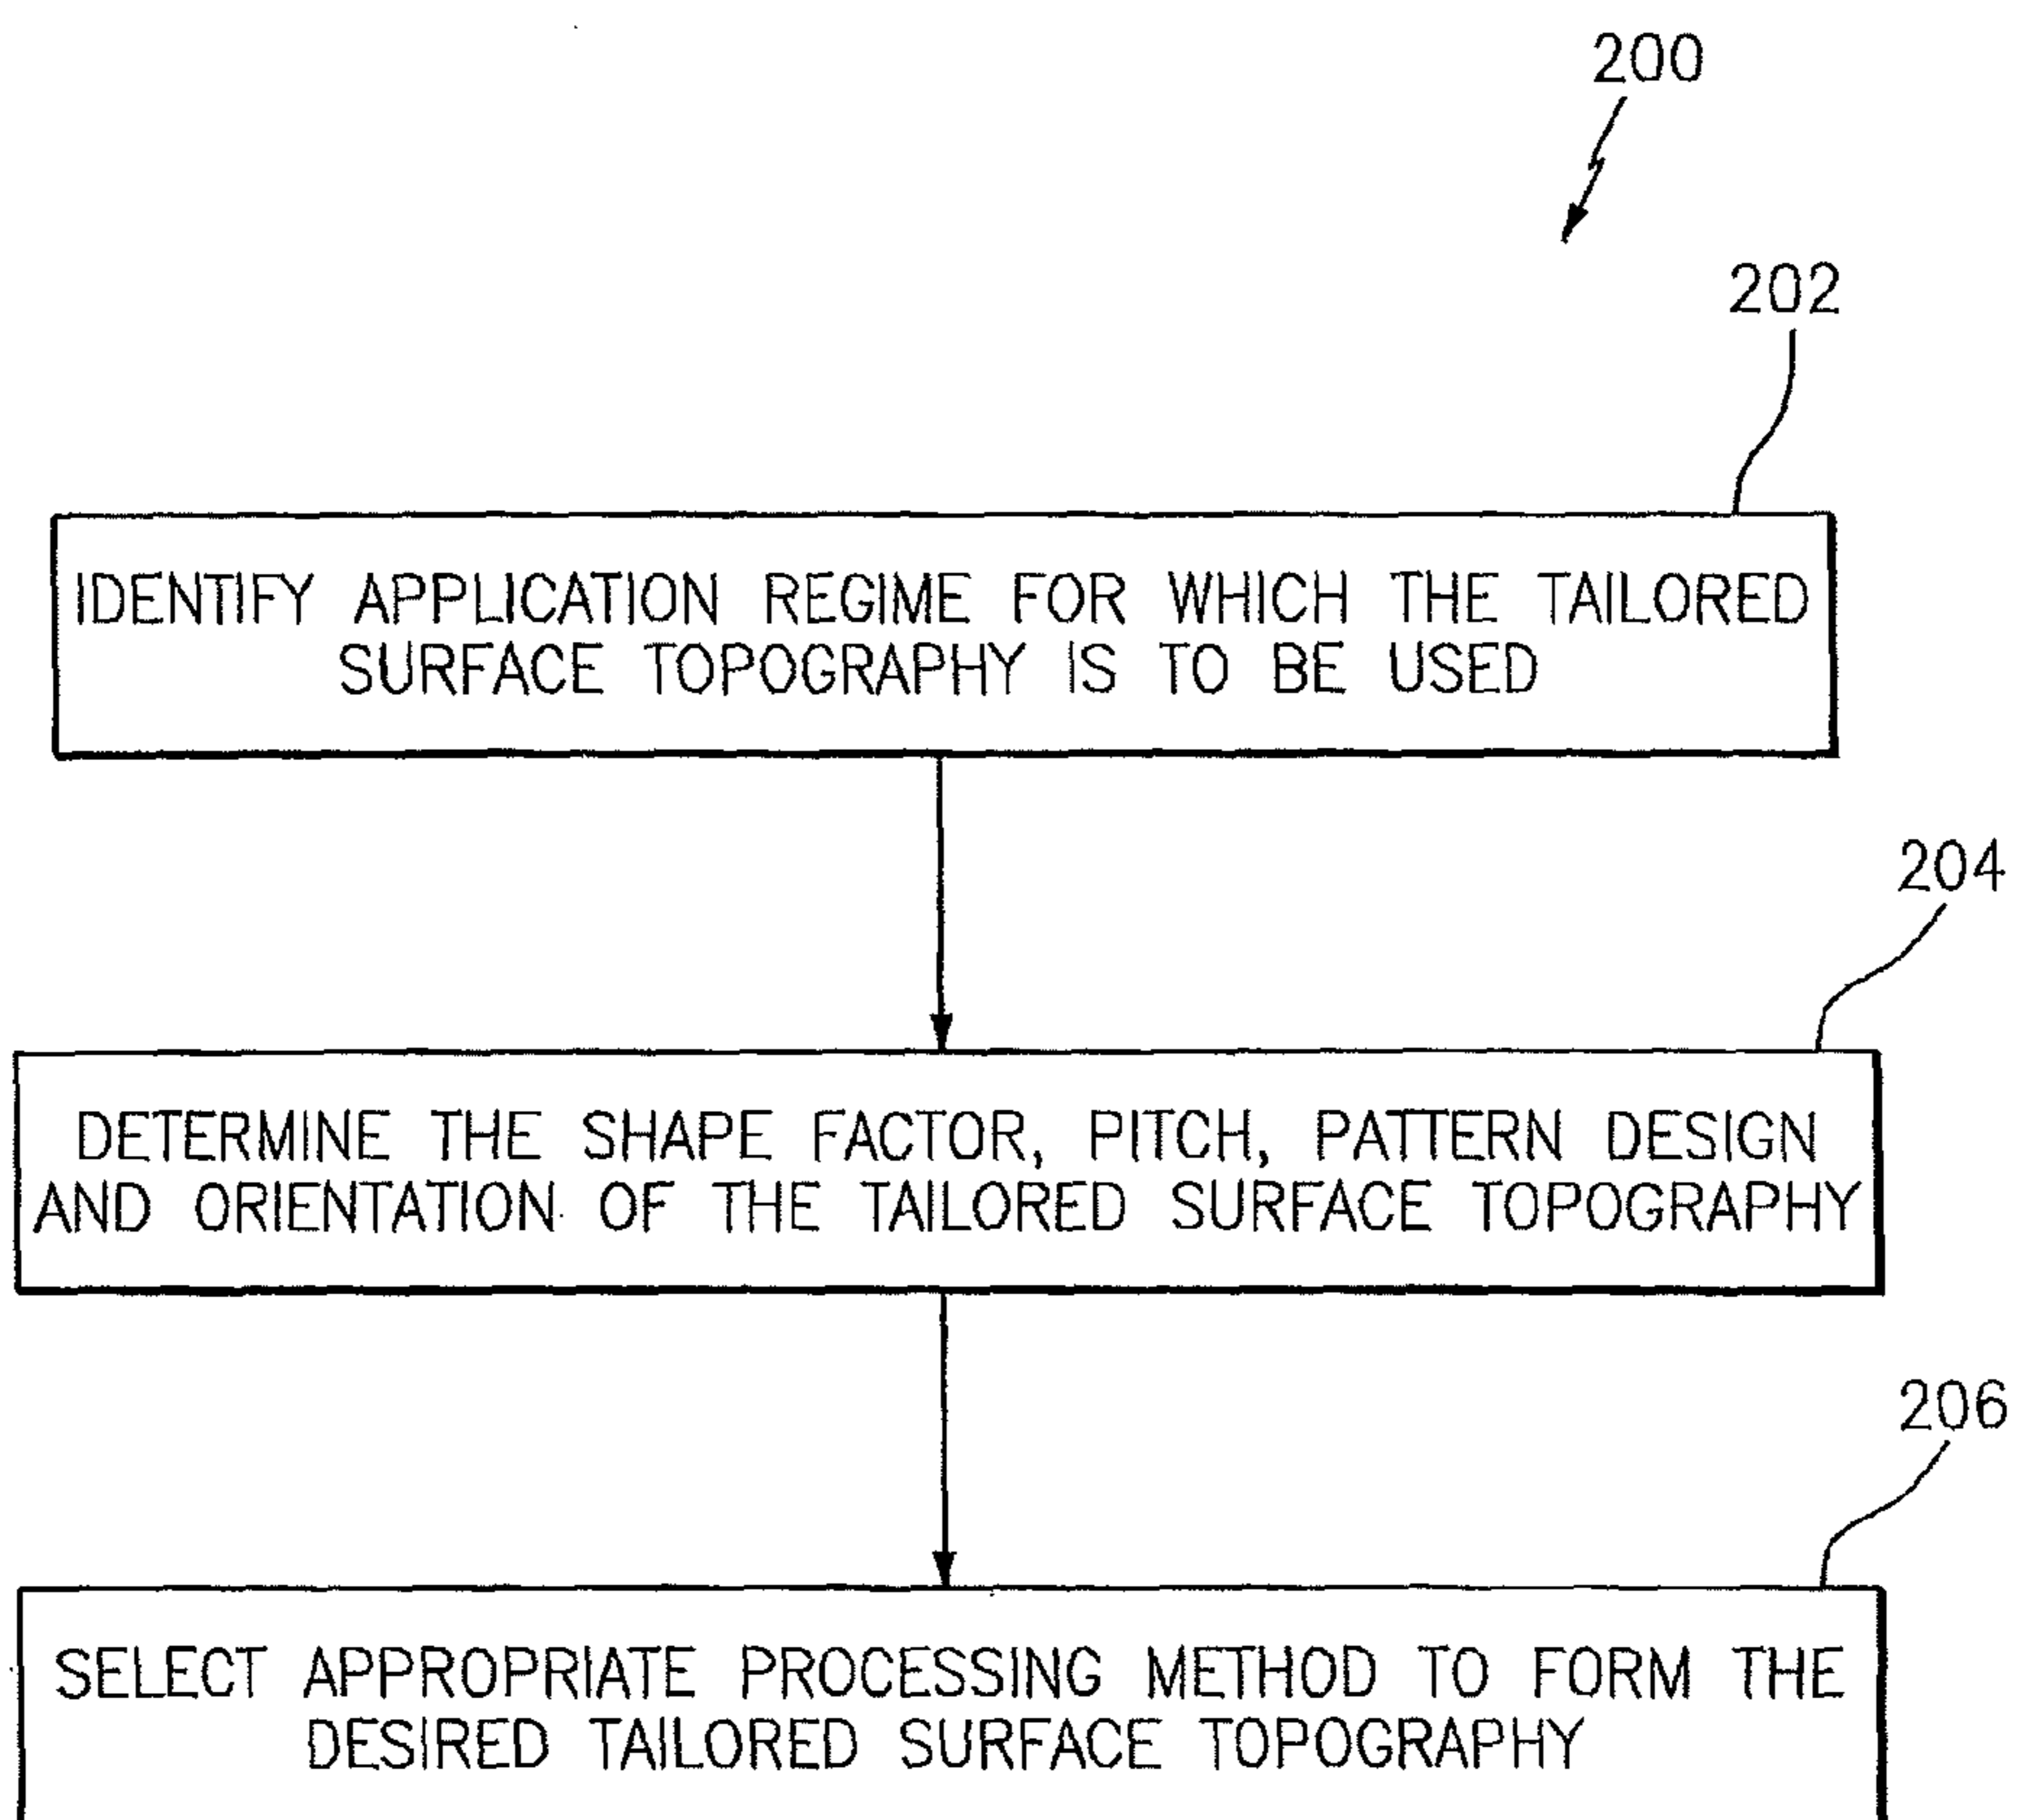 200
202
IDENTIFY APPLICATION REGIME FOR WHICH THE TAILORED
SURFACE TOPOGRAPHY IS TO BE USED
204
DETERMINE THE SHAPE FACTOR, PITCH, PATTERN DESIGN
AND ORIENTATION OF THE TAILORED SURFACE TOPOGRAPHY
206
SELECT APPROPRIATE PROCESSING METHOD TO FORM THE
DESIRED TAILORED SURFACE TOPOGRAPHY